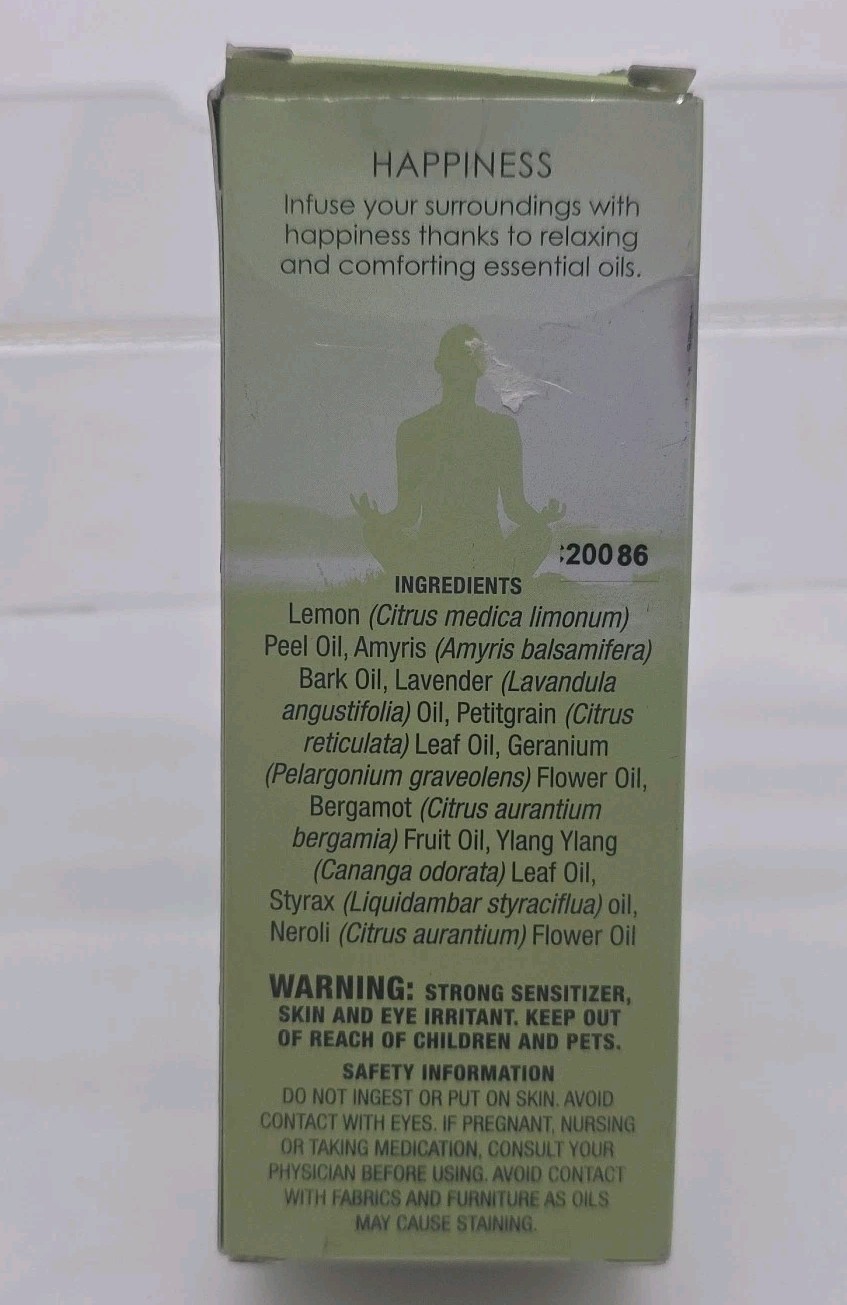 HAPPINESS
Infuse your surroundings with
happiness thanks to relaxing
and comforting essential oils.
:20086
INGREDIENTS
Lemon (Citrus medica limonum)
Peel Oil, Amyris (Amyris balsamifera)
Bark Oil, Lavender (Lavandula
angustifolia) Oil, Petitgrain (Citrus
reticulata) Leaf Oil, Geranium
(Pelargonium graveolens) Flower Oil,
Bergamot (Citrus aurantium
bergamia) Fruit Oil, Ylang Ylang
(Cananga odorata) Leaf Oil,
Styrax (Liquidambar styraciflua) oil,
Neroli (Citrus aurantium) Flower Oil
WARNING: STRONG SENSITIZER,
SKIN AND EYE IRRITANT. KEEP OUT
OF REACH OF CHILDREN AND PETS.
SAFETY INFORMATION
DO NOT INGEST OR PUT ON SKIN. AVOID
CONTACT WITH EYES. IF PREGNANT, NURSING
OR TAKING MEDICATION, CONSULT YOUR
PHYSICIAN BEFORE USING. AVOID CONTACT
WITH FABRICS AND FURNITURE AS OILS
MAY CAUSE STAINING.